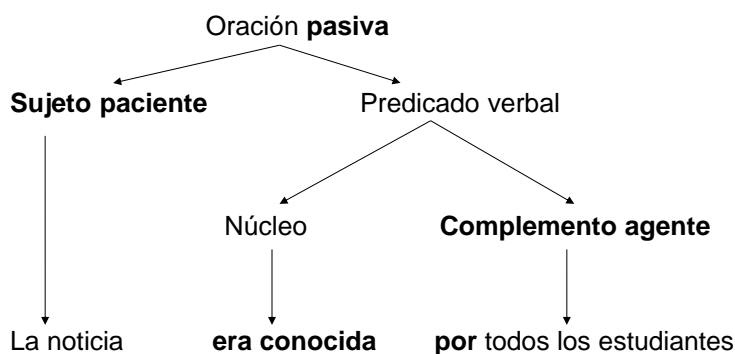 Oración pasiva
Sujeto paciente
Predicado verbal
Núcleo
Complemento agente
La noticia
era conocida
por todos los estudiantes